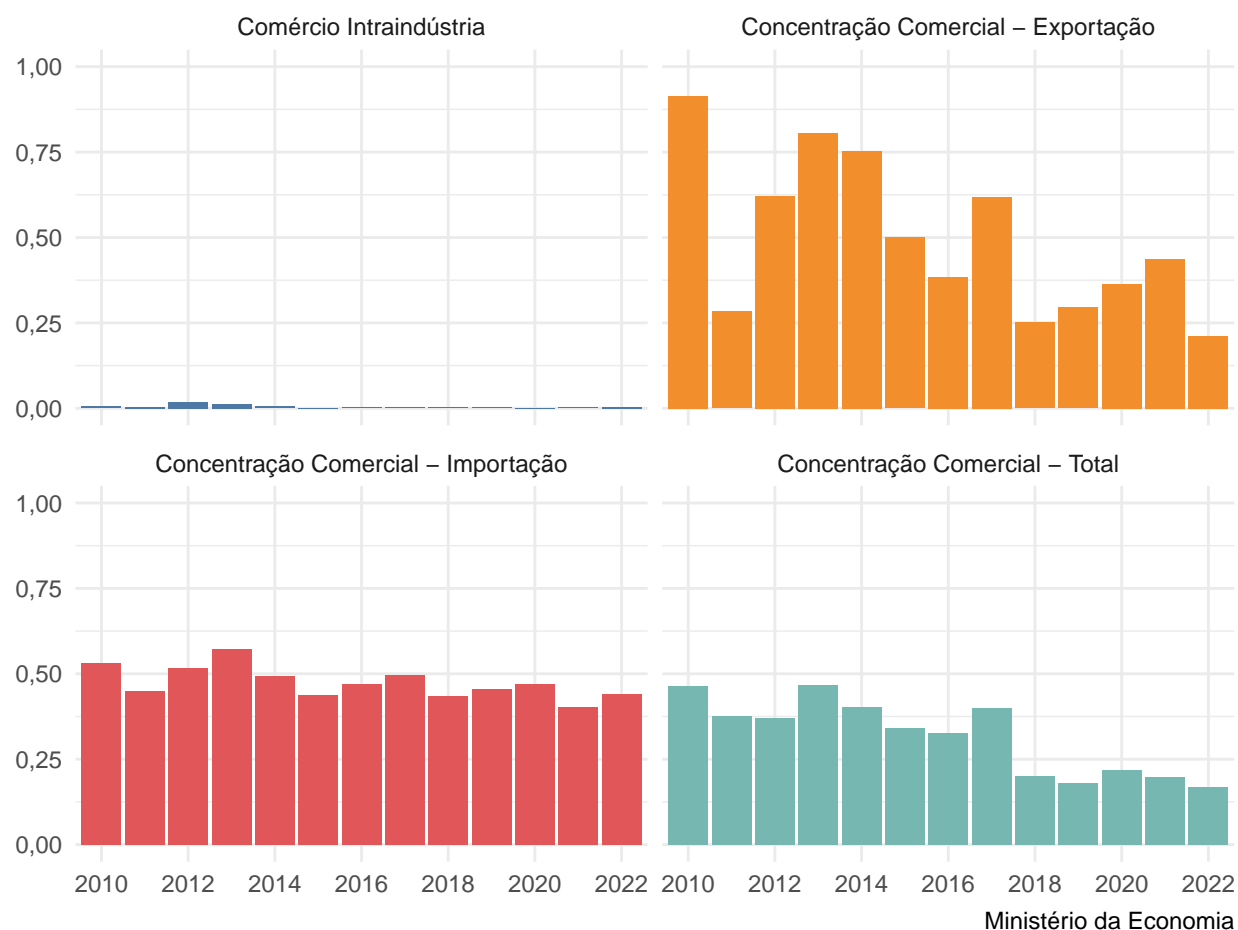 Comércio Intraindústria
Concentração Comercial – Exportação
1,00
0,75
0,50
0,25
0,00
Concentração Comercial – Importação
Concentração Comercial – Total
1,00
0,75
0,50
0,25
0,00
2010 2012 2014 2016 2018 2020 2022
2010 2012 2014 2016 2018 2020 2022
Ministério da Economia